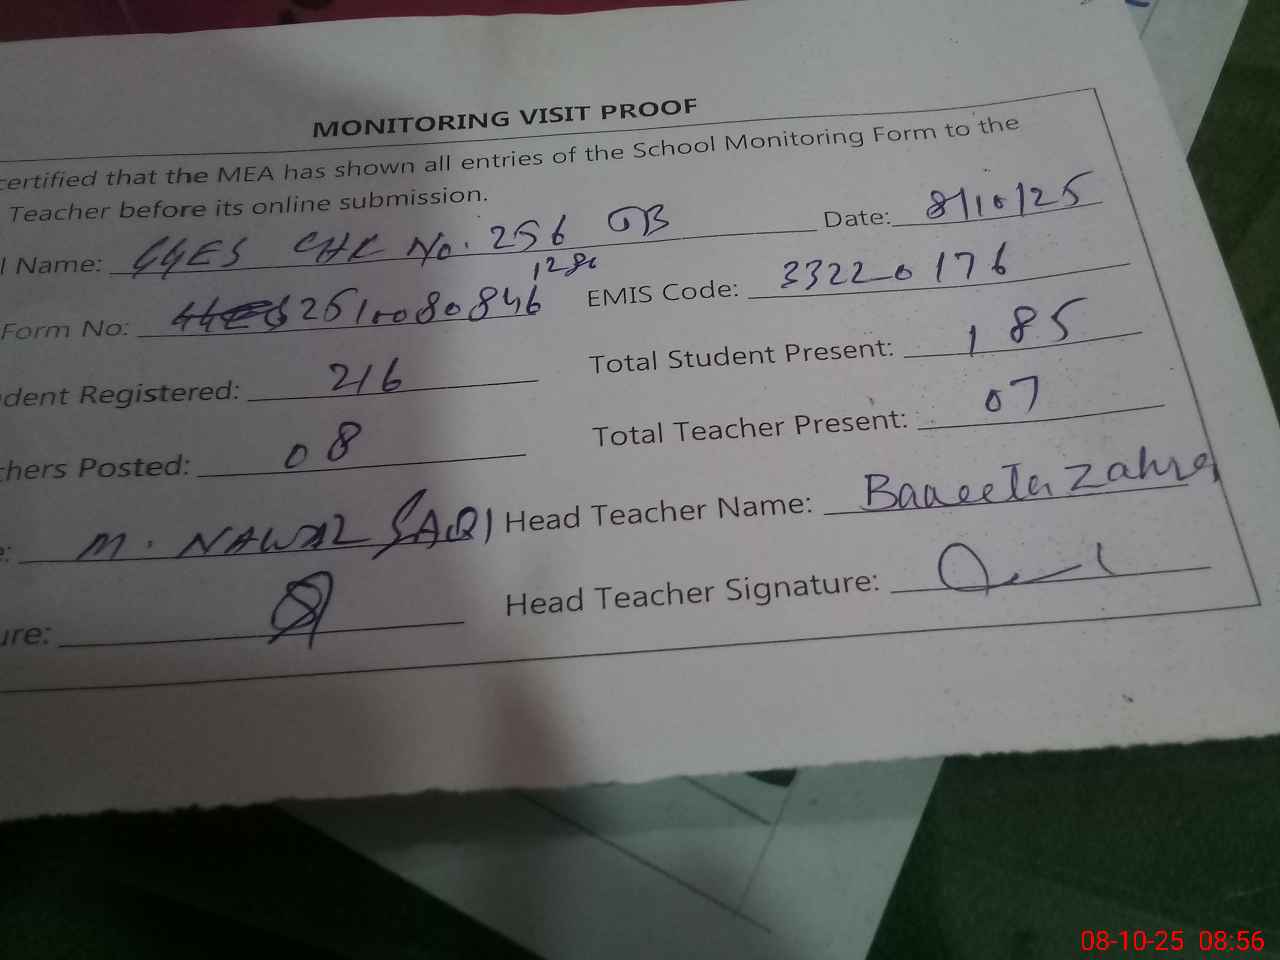 MONITORING VISIT PROOF
certified that the MEA has shown all entries of the School Monitoring Form to the
Teacher before its online submission.
l Name: GGES CHK No. 256 GB Date: 8/10/25
Form No: 2510080846 1280 EMIS Code: 33220176
dent Registered: 216 Total Student Present: 185
chers Posted: 08 Total Teacher Present: 07
e: M. NAWAZ SAQI Head Teacher Name: Zahra
ure: Head Teacher Signature:
08-10-25 08:56